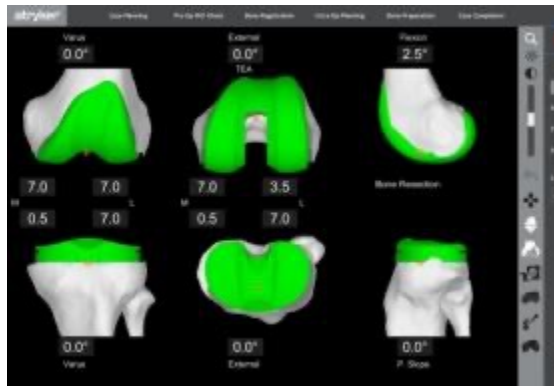 stryker Case Planning Pre-Op RIO Check Bone Registration Intra-Op Planning Bone Preparation Case Completion
Varus External Flexion
0.0° 0.0° 2.5°
TEA
7.0 7.0 7.0 3.5 Bone Resection
M L M L
0.5 7.0 0.5 7.0
0.0° 0.0° 0.0°
Varus External P. Slope